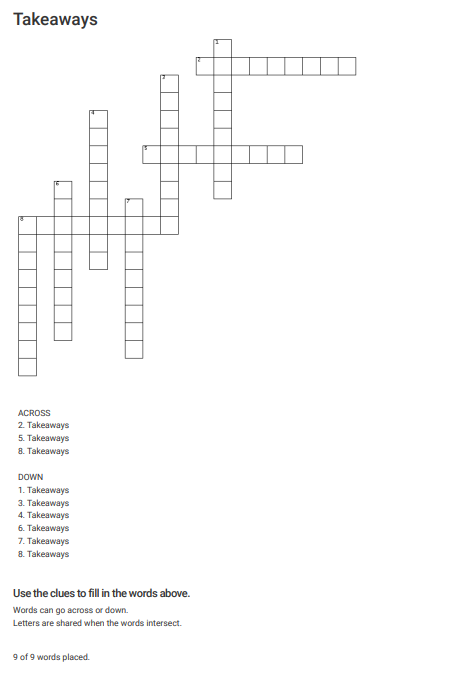 Takeaways
1
2
3
4
5
6
7
8
ACROSS
2. Takeaways
5. Takeaways
8. Takeaways
DOWN
1. Takeaways
3. Takeaways
4. Takeaways
6. Takeaways
7. Takeaways
8. Takeaways
Use the clues to fill in the words above.
Words can go across or down.
Letters are shared when the words intersect.
9 of 9 words placed.